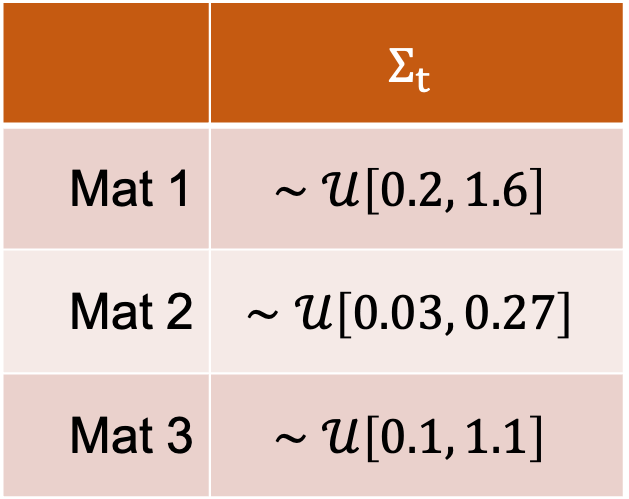 Σt
Mat 1 ~ 𝒰[0.2, 1.6]
Mat 2 ~ 𝒰[0.03, 0.27]
Mat 3 ~ 𝒰[0.1, 1.1]